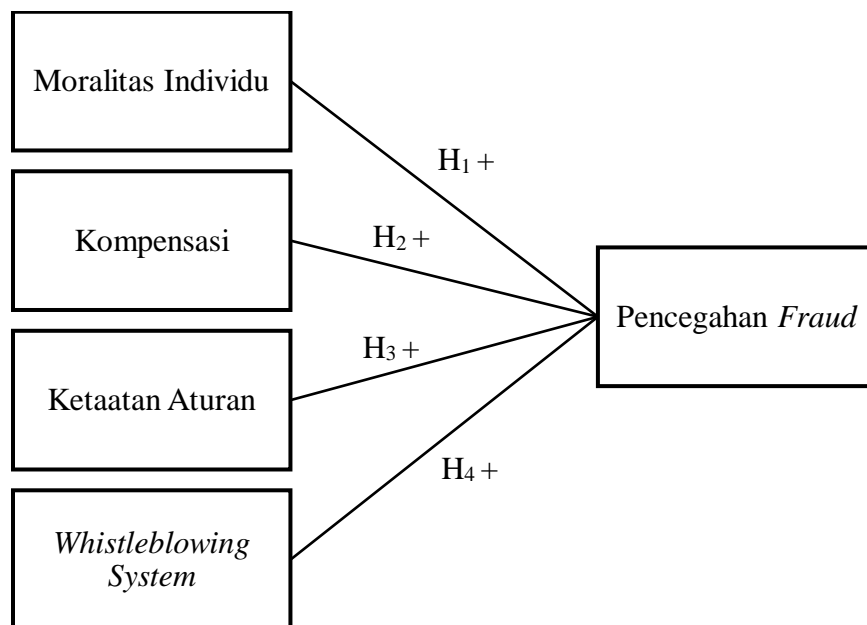 Moralitas Individu
H₁ +
Kompensasi
H₂ +
Pencegahan Fraud
H₃ +
Ketaatan Aturan
H₄ +
Whistleblowing
System